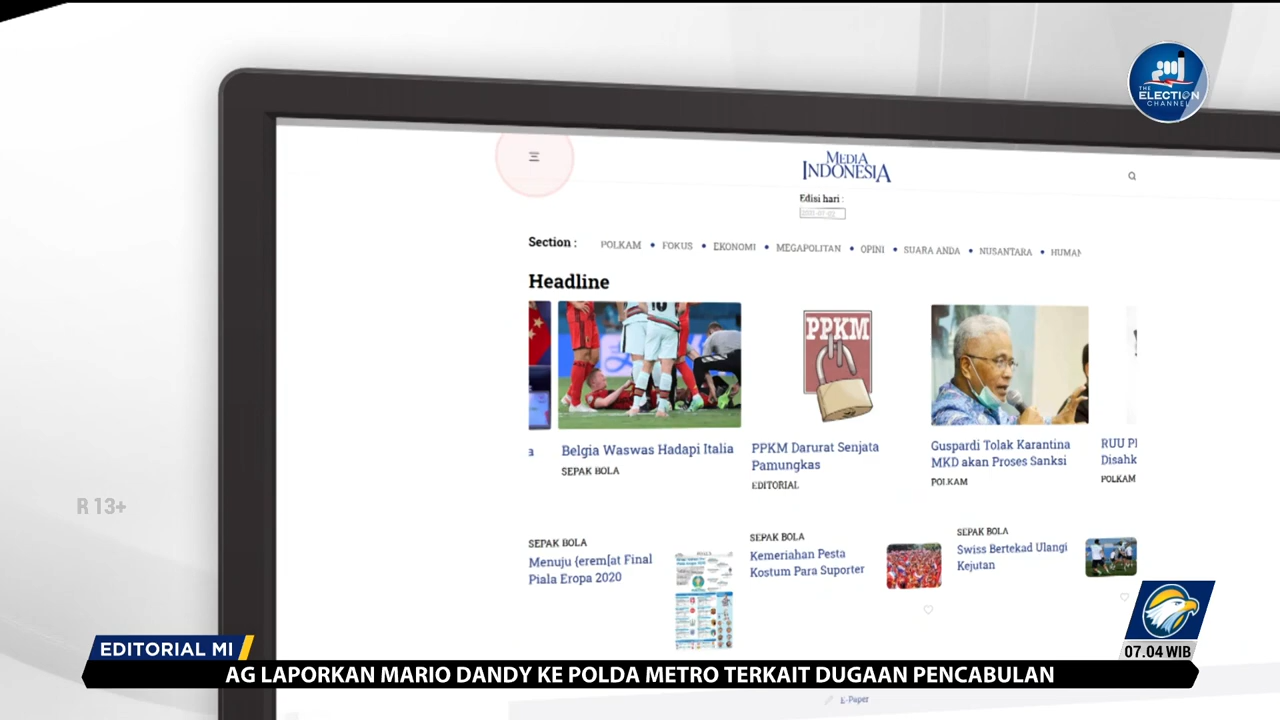 THE
ELECTION
CHANNEL
MEDIA
INDONESIA
Edisi hari :
Section :
POLKAM • FOKUS • EKONOMI • MEGAPOLITAN • OPINI • SUARA ANDA • NUSANTARA • HUMAN
Headline
PPKM
a
Belgia Waswas Hadapi Italia
SEPAK BOLA
PPKM Darurat Senjata
Pamungkas
EDITORIAL
Guspardi Tolak Karantina
MKD akan Proses Sanksi
POLKAM
RUU P
Disahk
POLKAM
R 13+
SEPAK BOLA
Menuju {erem[at Final
Piala Eropa 2020
SEPAK BOLA
Kemeriahan Pesta
Kostum Para Suporter
SEPAK BOLA
Swiss Bertekad Ulangi
Kejutan
EDITORIAL MI
07.04 WIB
AG LAPORKAN MARIO DANDY KE POLDA METRO TERKAIT DUGAAN PENCABULAN
E-Paper